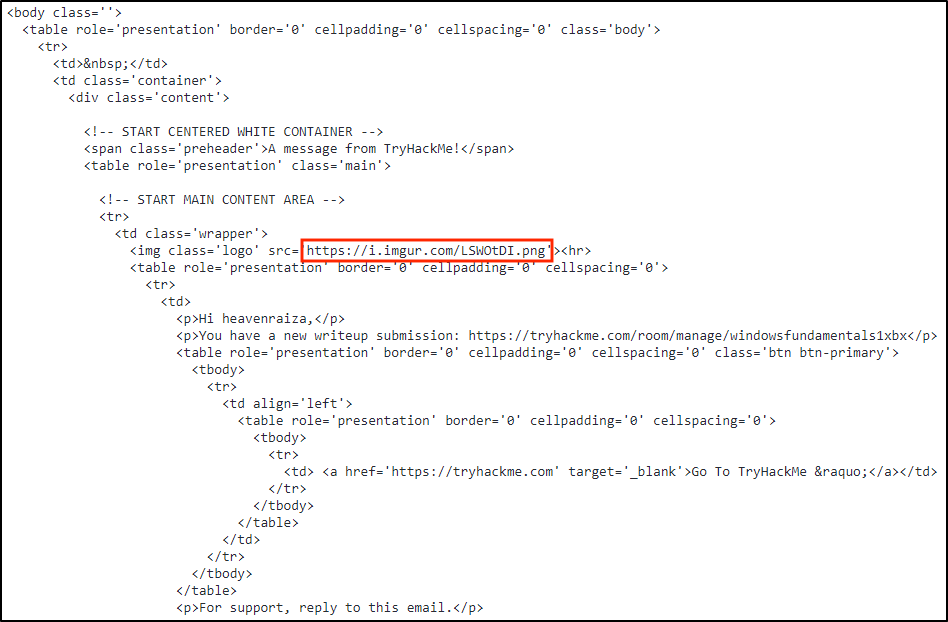 <body class=''>
<table role='presentation' border='0' cellpadding='0' cellspacing='0' class='body'>
<tr>
<td>&nbsp;</td>
<td class='container'>
<div class='content'>
<!-- START CENTERED WHITE CONTAINER -->
<span class='preheader'>A message from TryHackMe!</span>
<table role='presentation' class='main'>
<!-- START MAIN CONTENT AREA -->
<tr>
<td class='wrapper'>
<img class='logo' src='https://i.imgur.com/LSWOtDI.png'><hr>
<table role='presentation' border='0' cellpadding='0' cellspacing='0'>
<tr>
<td>
<p>Hi heavenraiza,</p>
<p>You have a new writeup submission: https://tryhackme.com/room/manage/windowsfundamentals1xbx</p>
<table role='presentation' border='0' cellpadding='0' cellspacing='0' class='btn btn-primary'>
<tbody>
<tr>
<td align='left'>
<table role='presentation' border='0' cellpadding='0' cellspacing='0'>
<tbody>
<tr>
<td> <a href='https://tryhackme.com' target='_blank'>Go To TryHackMe &raquo;</a></td>
</tr>
</tbody>
</table>
</td>
</tr>
</tbody>
</table>
<p>For support, reply to this email.</p>